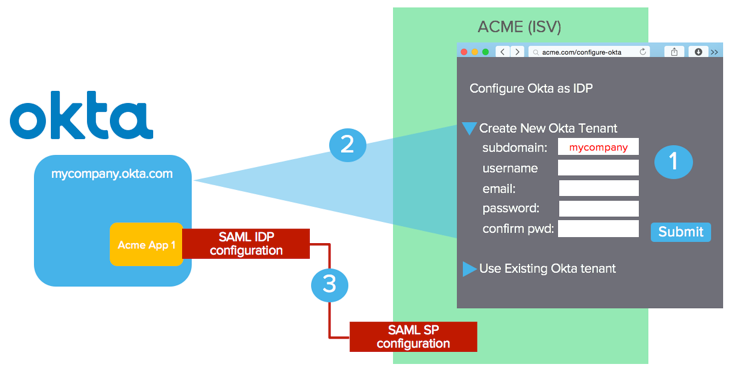 ACME (ISV)
acme.com/configure-okta
>>
Configure Okta as IDP
Create New Okta Tenant
subdomain: mycompany
username
email:
password:
confirm pwd:
Submit
Use Existing Okta tenant
1
2
okta
mycompany.okta.com
Acme App 1
SAML IDP
configuration
3
SAML SP
configuration